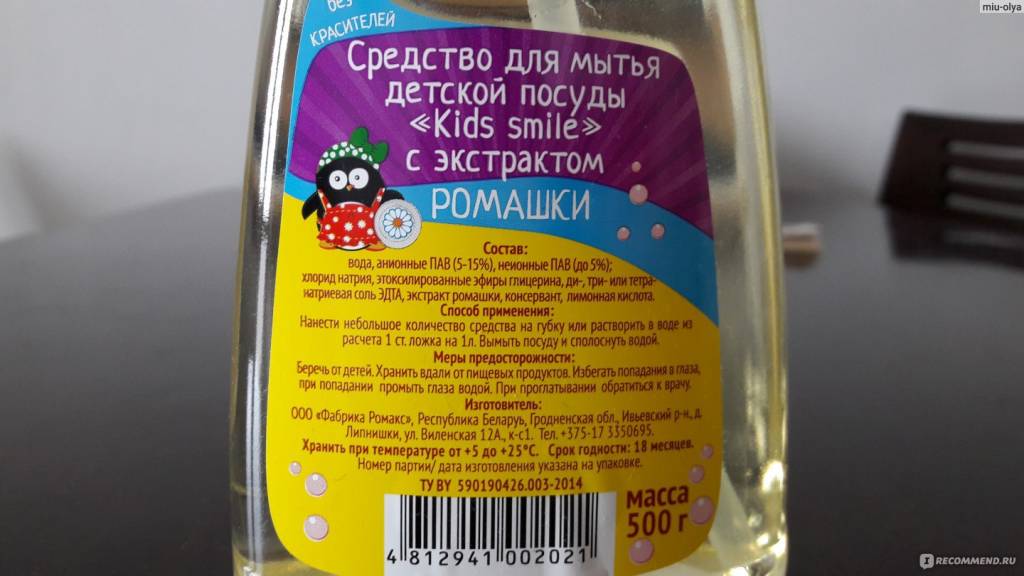 miu-olya
без
красителей
Средство для мытья
детской посуды
«Kids smile»
с экстрактом
РОМАШКИ
Состав:
вода, анионные ПАВ (5-15%), неионные ПАВ (до 5%);
хлорид натрия, этоксилированные эфиры глицерина, ди-, три- или тетра-
натриевая соль ЭДТА, экстракт ромашки, консервант, лимонная кислота.
Способ применения:
Нанести небольшое количество средства на губку или растворить в воде из
расчета 1 ст. ложка на 1л. Вымыть посуду и сполоснуть водой.
Меры предосторожности:
Беречь от детей. Хранить вдали от пищевых продуктов. Избегать попадания в глаза,
при попадании промыть глаза водой. При проглатывании обратиться к врачу.
Изготовитель:
ООО «Фабрика Ромакс», Республика Беларусь, Гродненская обл., Ивьевский р-н., д.
Липнишки, ул. Виленская 12А., к-с1. Тел. +375-17 3350695.
Хранить при температуре от +5 до +25°С. Срок годности: 18 месяцев.
Номер партии/ дата изготовления указана на упаковке.
ТУ BY 590190426.003-2014
масса
500 г
4 812941 002021
IRECOMMEND.RU